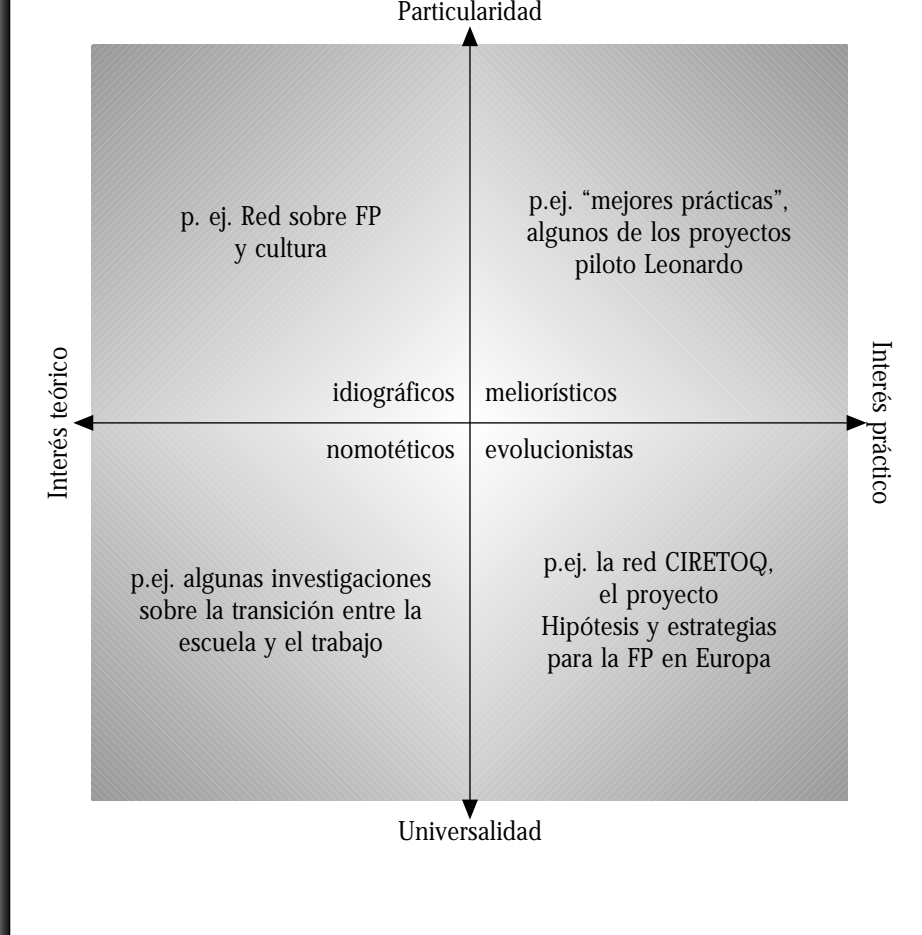 Particularidad
p. ej. Red sobre FP
y cultura
p.ej. “mejores prácticas”,
algunos de los proyectos
piloto Leonardo
Interés teórico
Interés práctico
idiográficos
meliorísticos
nomotéticos
evolucionistas
p.ej. algunas investigaciones
sobre la transición entre la
escuela y el trabajo
p.ej. la red CIRETOQ,
el proyecto
Hipótesis y estrategias
para la FP en Europa
Universalidad